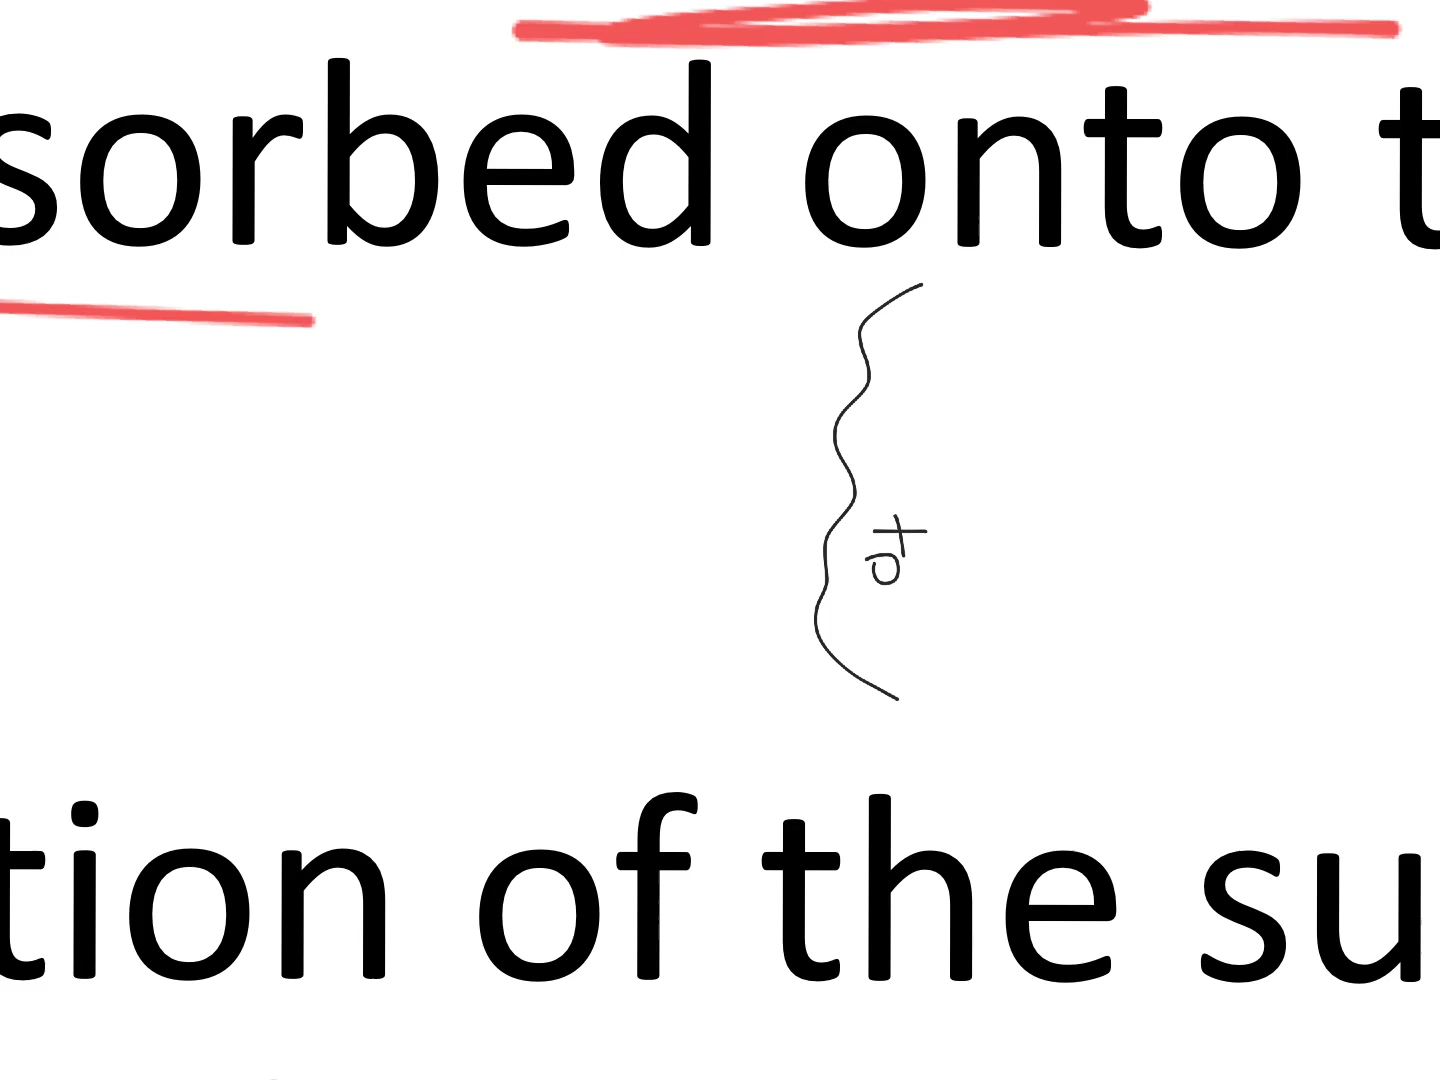 sorbed onto t
tion of the su